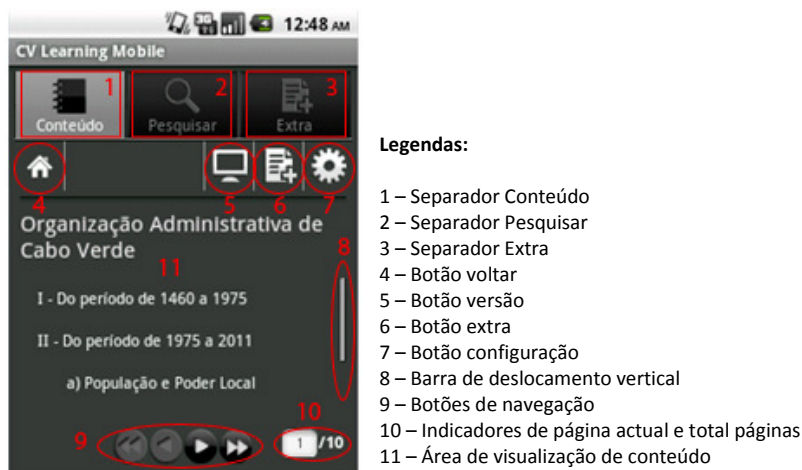 3G
12:48 AM
CV Learning Mobile
1
2
3
Conteúdo
Pesquisar
Extra
4
5
6
7
Organização Administrativa de
Cabo Verde
8
11
I - Do período de 1460 a 1975
II - Do período de 1975 a 2011
a) População e Poder Local
10
9
1 /10
Legendas:
1 – Separador Conteúdo
2 – Separador Pesquisar
3 – Separador Extra
4 – Botão voltar
5 – Botão versão
6 – Botão extra
7 – Botão configuração
8 – Barra de deslocamento vertical
9 – Botões de navegação
10 – Indicadores de página actual e total páginas
11 – Área de visualização de conteúdo